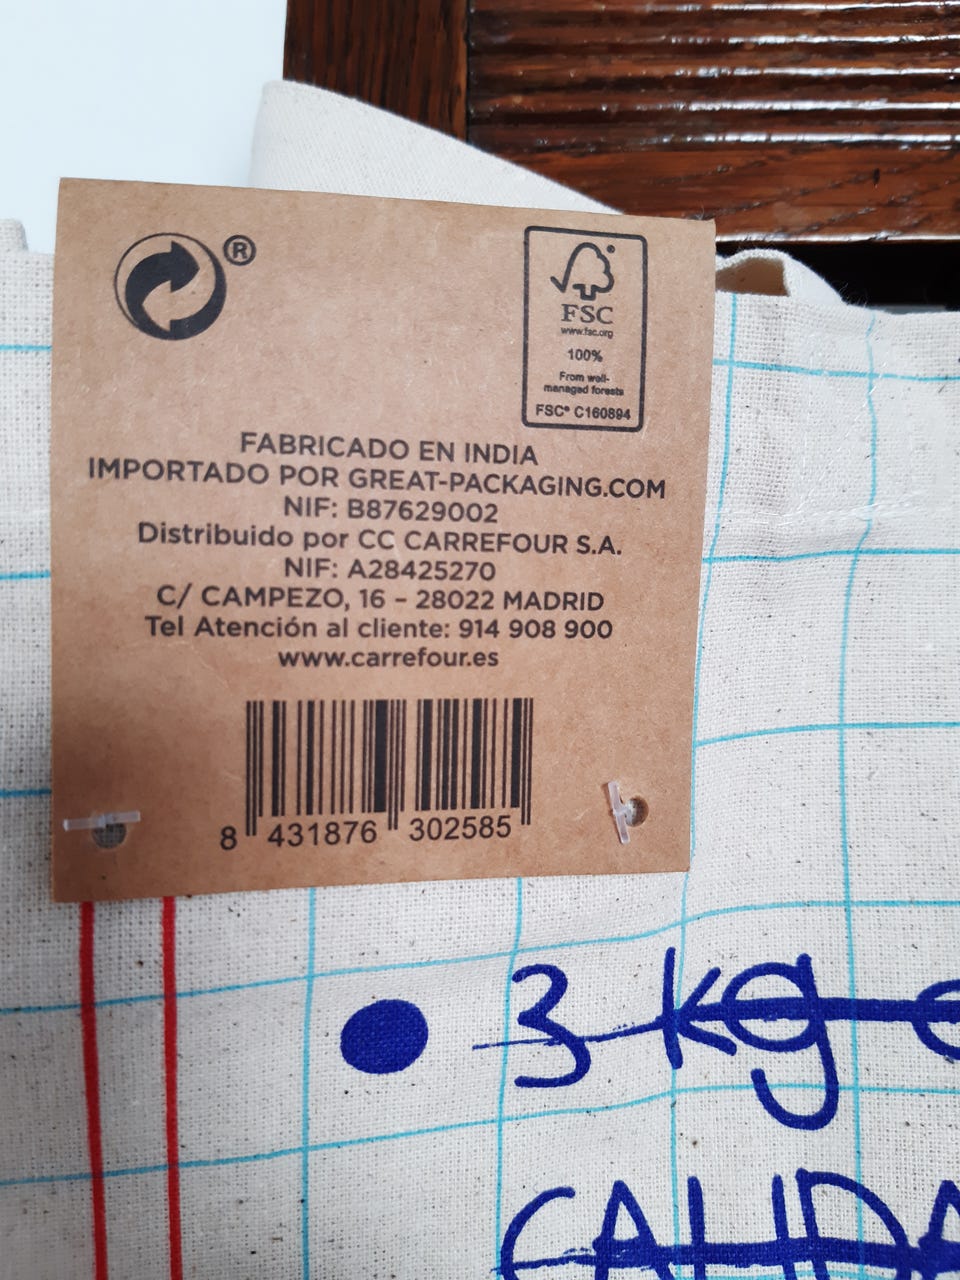 ®
FSC
www.fsc.org
100%
From well-
managed forests
FSC® C160894
FABRICADO EN INDIA
IMPORTADO POR GREAT-PACKAGING.COM
NIF: B87629002
Distribuido por CC CARREFOUR S.A.
NIF: A28425270
C/ CAMPEZO, 16 – 28022 MADRID
Tel Atención al cliente: 914 908 900
www.carrefour.es
8 431876 302585
3 kg
CALIDA